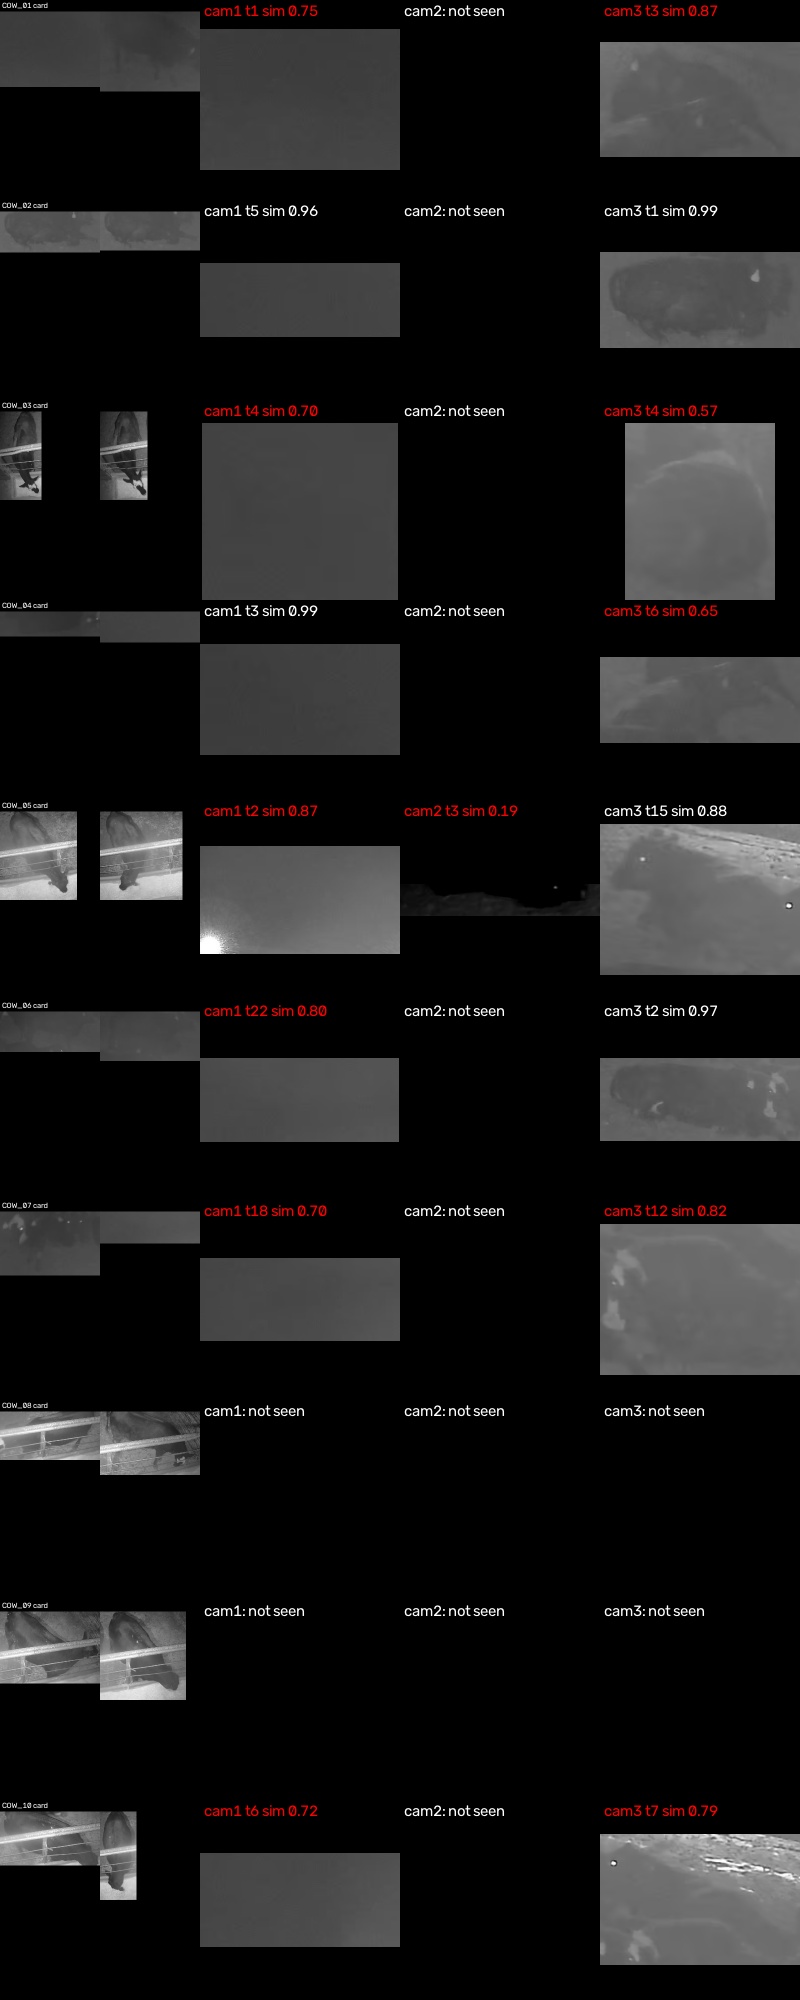 COW_01 card
cam1 t1 sim 0.75
cam2: not seen
cam3 t3 sim 0.87
COW_02 card
cam1 t5 sim 0.96
cam2: not seen
cam3 t1 sim 0.99
COW_03 card
cam1 t4 sim 0.70
cam2: not seen
cam3 t4 sim 0.57
COW_04 card
cam1 t3 sim 0.99
cam2: not seen
cam3 t6 sim 0.65
COW_05 card
cam1 t2 sim 0.87
cam2 t3 sim 0.19
cam3 t15 sim 0.88
COW_06 card
cam1 t22 sim 0.80
cam2: not seen
cam3 t2 sim 0.97
COW_07 card
cam1 t18 sim 0.70
cam2: not seen
cam3 t12 sim 0.82
COW_08 card
cam1: not seen
cam2: not seen
cam3: not seen
COW_09 card
cam1: not seen
cam2: not seen
cam3: not seen
COW_10 card
cam1 t6 sim 0.72
cam2: not seen
cam3 t7 sim 0.79